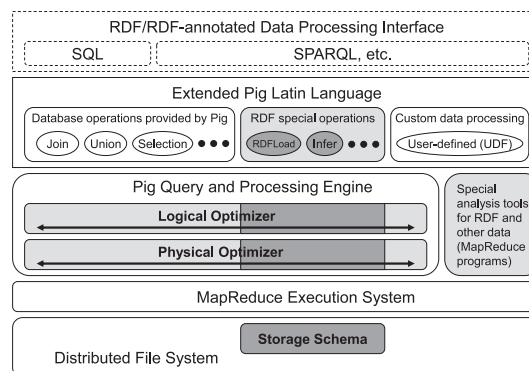 RDF/RDF-annotated Data Processing Interface
SQL
SPARQL, etc.
Extended Pig Latin Language
Database operations provided by Pig
Join
Union
Selection
RDF special operations
RDFLoad
Infer
Custom data processing
User-defined (UDF)
Pig Query and Processing Engine
Logical Optimizer
Physical Optimizer
Special
analysis tools
for RDF and
other data
(MapReduce
programs)
MapReduce Execution System
Storage Schema
Distributed File System